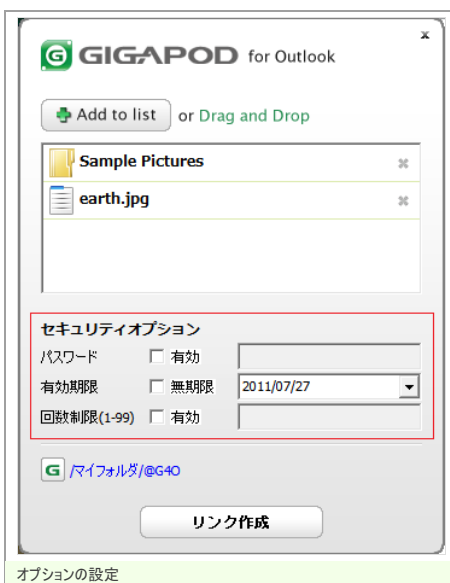 x
GIGAPOD for Outlook
Add to list or Drag and Drop
Sample Pictures
earth.jpg
セキュリティオプション
パスワード 有効
有効期限 無期限 2011/07/27
回数制限(1-99) 有効
G /マイフォルダ/@G4O
リンク作成
オプションの設定